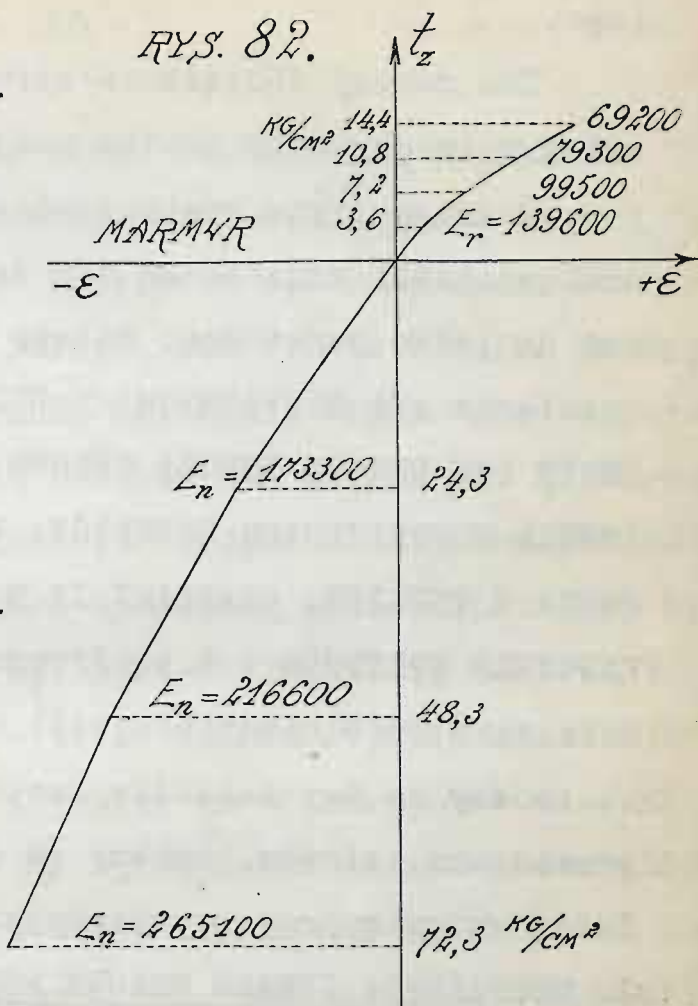 RYS. 82.
t_z
KG/CM² 14,4 69200
10,8 79300
7,2 99500
3,6 E_r = 139600
MARMUR
-ε +ε
E_n = 173300 24,3
E_n = 216600 48,3
E_n = 265100 72,3 KG/CM²